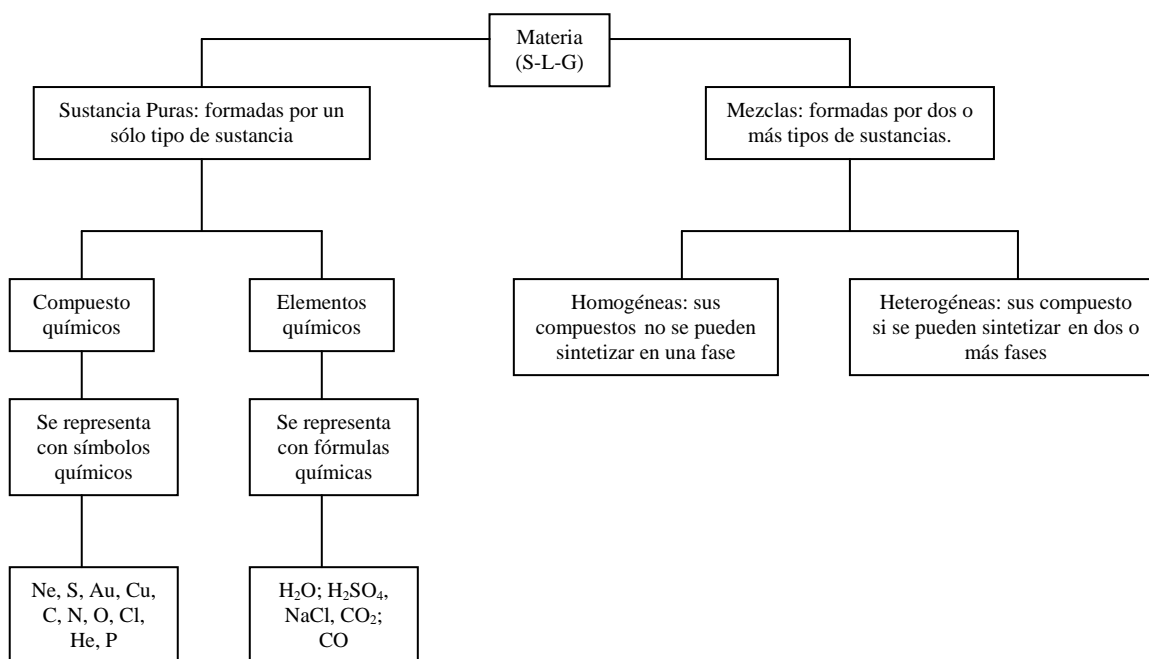 Materia
(S-L-G)
Sustancia Puras: formadas por un
sólo tipo de sustancia
Mezclas: formadas por dos o
más tipos de sustancias.
Compuesto
químicos
Elementos
químicos
Homogéneas: sus
compuestos no se pueden
sintetizar en una fase
Heterogéneas: sus compuesto
si se pueden sintetizar en dos o
más fases
Se representa
con símbolos
químicos
Se representa
con fórmulas
químicas
Ne, S, Au, Cu,
C, N, O, Cl,
He, P
H₂O; H₂SO₄,
NaCl, CO₂;
CO